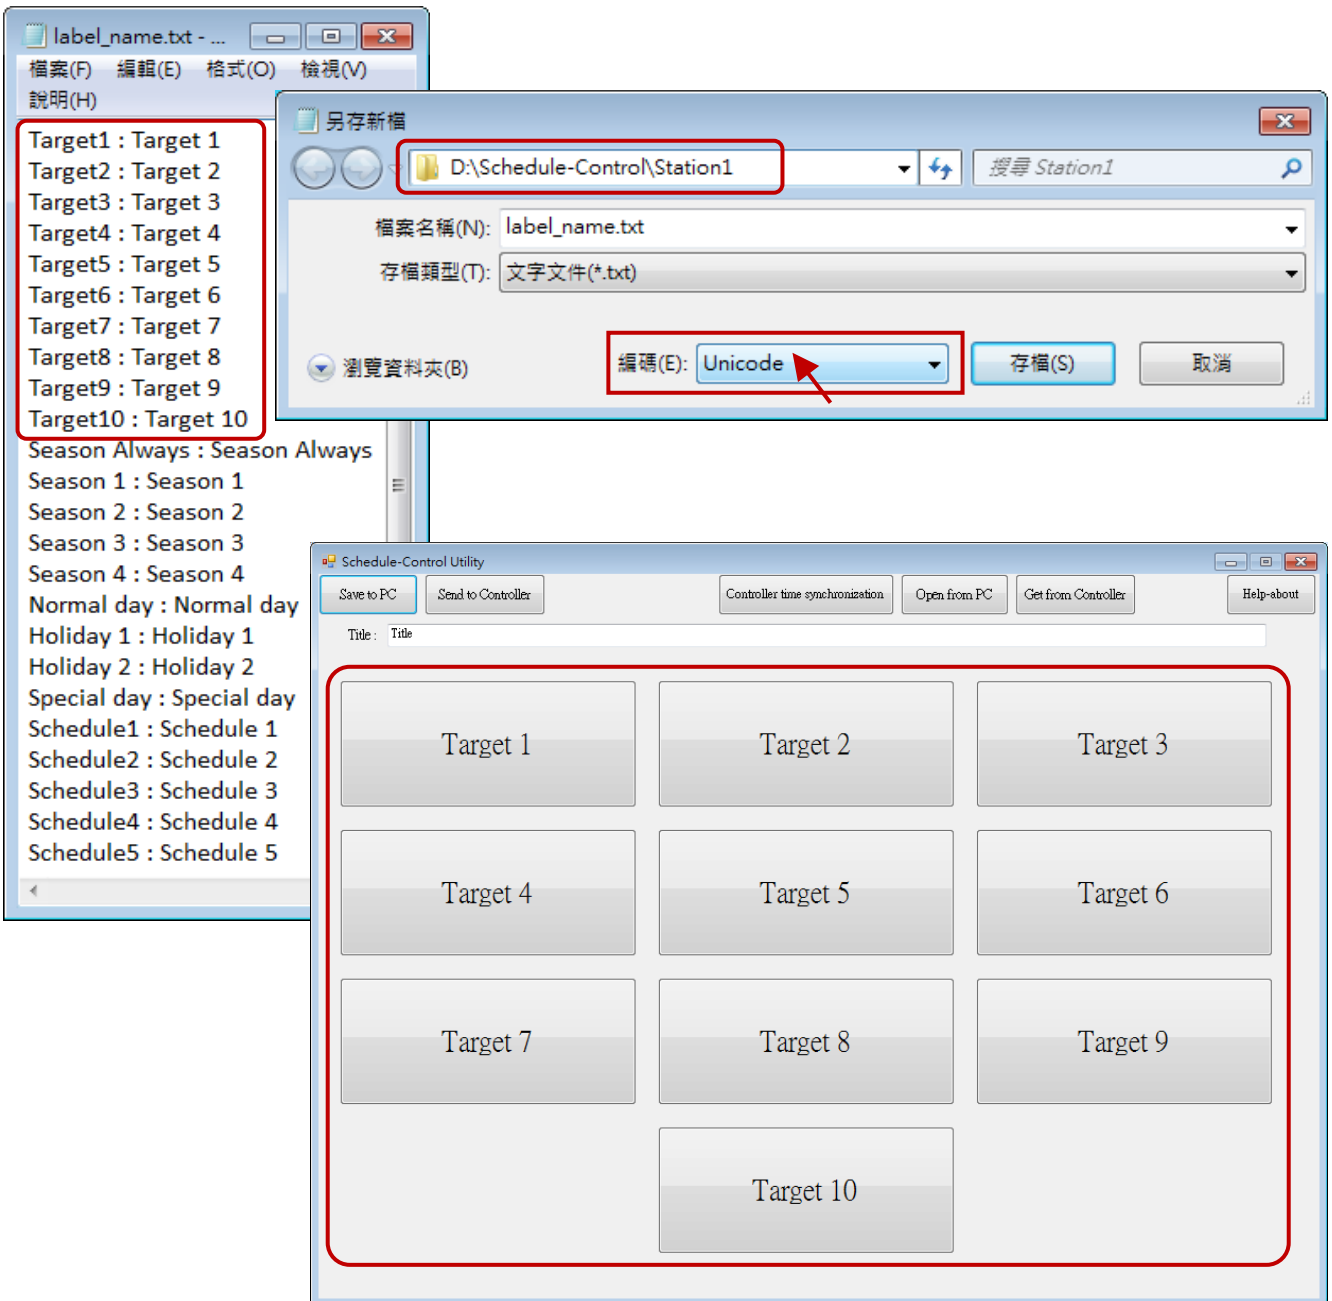 label_name.txt - ...
檔案(F) 編輯(E) 格式(O) 檢視(V)
說明(H)
Target1 : Target 1
Target2 : Target 2
Target3 : Target 3
Target4 : Target 4
Target5 : Target 5
Target6 : Target 6
Target7 : Target 7
Target8 : Target 8
Target9 : Target 9
Target10 : Target 10
Season Always : Season Always
Season 1 : Season 1
Season 2 : Season 2
Season 3 : Season 3
Season 4 : Season 4
Normal day : Normal day
Holiday 1 : Holiday 1
Holiday 2 : Holiday 2
Special day : Special day
Schedule1 : Schedule 1
Schedule2 : Schedule 2
Schedule3 : Schedule 3
Schedule4 : Schedule 4
Schedule5 : Schedule 5
另存新檔
D:\Schedule-Control\Station1
搜尋 Station1
檔案名稱(N): label_name.txt
存檔類型(T): 文字文件(*.txt)
瀏覽資料夾(B) 編碼(E): Unicode 存檔(S) 取消
Schedule-Control Utility
Save to PC Send to Controller Controller time synchronization Open from PC Get from Controller Help-about
Title : Title
Target 1 Target 2 Target 3
Target 4 Target 5 Target 6
Target 7 Target 8 Target 9
Target 10